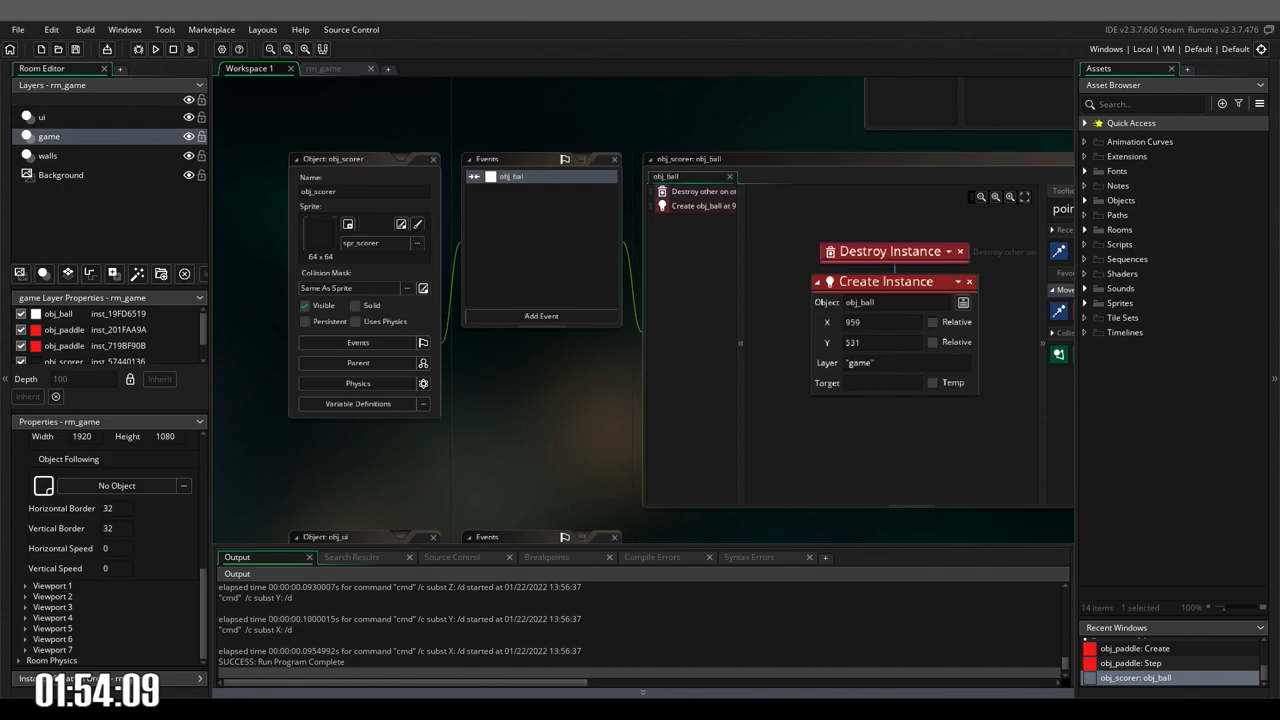 File Edit Build Windows Tools Marketplace Layouts Help Source Control
IDE v2.3.7.606 Steam Runtime v2.3.7.476
Windows | Local | VM | Default | Default
Room Editor
Layers - rm_game
ui
game
walls
Background
game Layer Properties - rm_game
obj_ball inst_19FED5D2
obj_paddle inst_201FAA9A
obj_paddle inst_719BF90B
obj_scorer inst_57440136
Depth 100 Inherit
Inherit
Properties - rm_game
Width 1920 Height 1080
Object Following
No Object
Horizontal Border 32
Vertical Border 32
Horizontal Speed 0
Vertical Speed 0
Viewport 1
Viewport 2
Viewport 3
Viewport 4
Viewport 5
Viewport 6
Viewport 7
Room Physics
01:54:09
Workspace 1
rm_game
Object: obj_scorer
Name:
obj_scorer
Sprite:
spr_scorer
64 x 64
Collision Mask:
Same As Sprite
Visible Solid
Persistent Uses Physics
Events
Parent
Physics
Variable Definitions
Events
obj_bal
Add Event
obj_scorer: obj_ball
obj_ball
Destroy other on ot
Create obj_ball at 9
Destroy Instance
Destroy other on
Create Instance
Object obj_ball
X 959 Relative
Y 531 Relative
Layer "game"
Target Temp
Toolbo
poin
Rece
Favo
Move
Collis
Object: obj_ui
Events
Output Search Results Source Control Breakpoints Compile Errors Syntax Errors
Output
elapsed time 00:00:00.0930007s for command "cmd" /c subst Z: /d started at 01/22/2022 13:56:37
"cmd" /c subst Y: /d
elapsed time 00:00:00.1000015s for command "cmd" /c subst Y: /d started at 01/22/2022 13:56:37
"cmd" /c subst X: /d
elapsed time 00:00:00.0954992s for command "cmd" /c subst X: /d started at 01/22/2022 13:56:37
SUCCESS: Run Program Complete
Assets
Asset Browser
Search...
Quick Access
Animation Curves
Extensions
Fonts
Notes
Objects
Paths
Rooms
Scripts
Sequences
Shaders
Sounds
Sprites
Tile Sets
Timelines
14 items 1 selected 100%
Recent Windows
obj_paddle: Create
obj_paddle: Step
obj_scorer: obj_ball